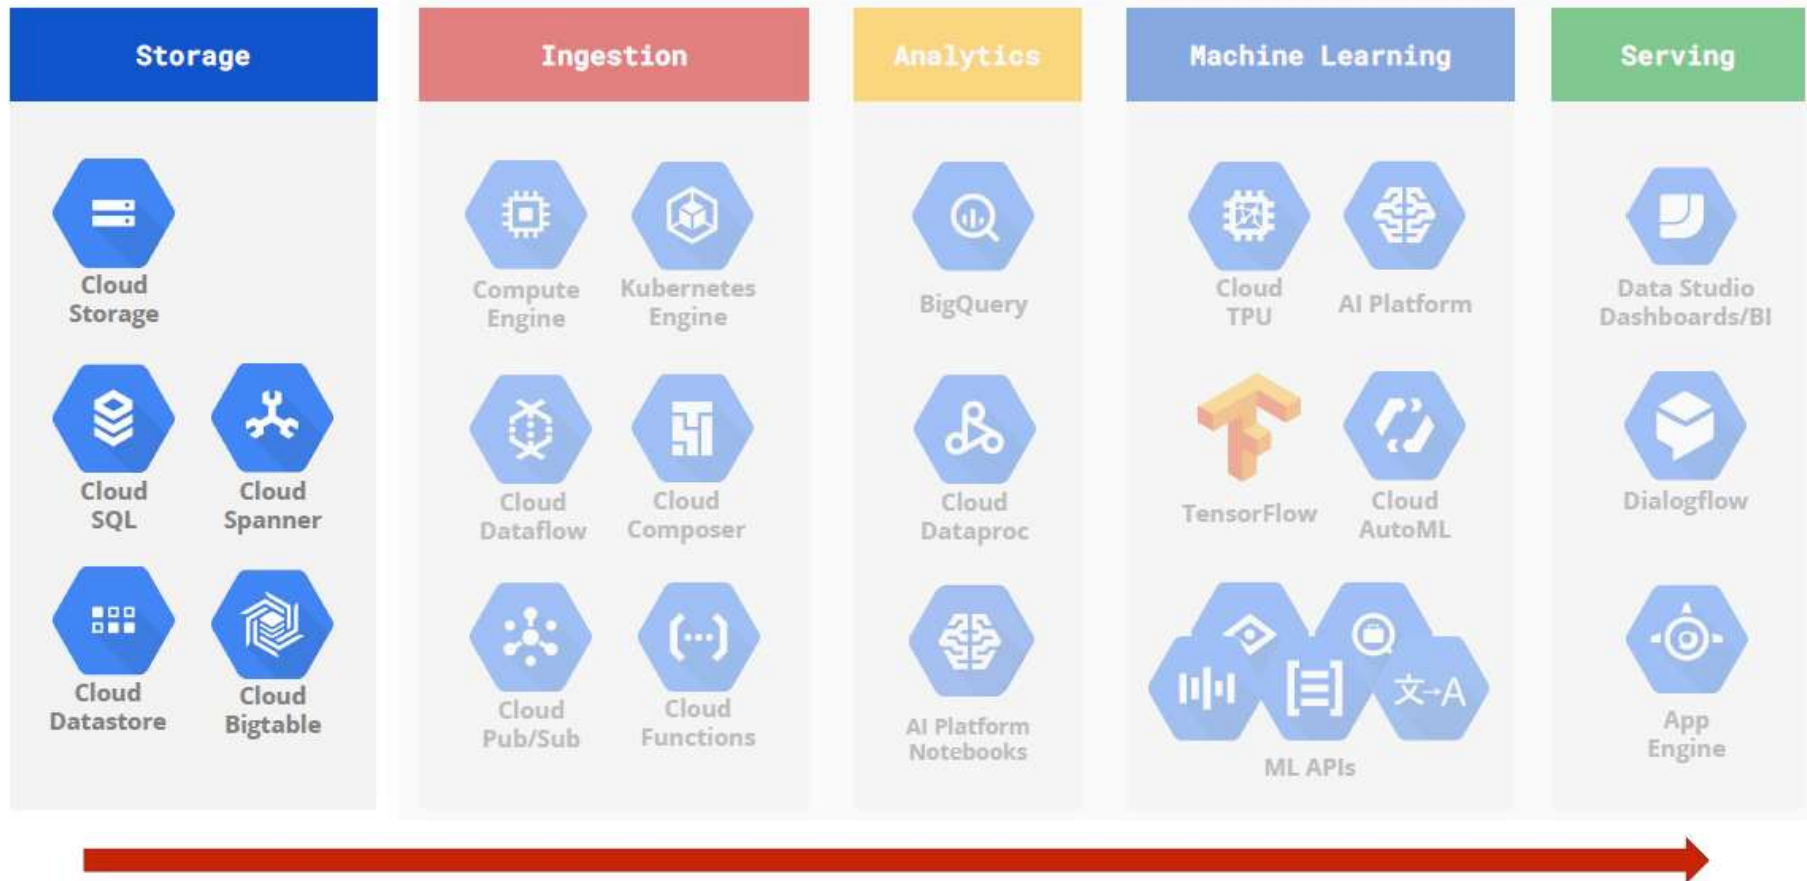 Storage
Cloud
Storage
Cloud
SQL
Cloud
Spanner
Cloud
Datastore
Cloud
Bigtable
Ingestion
Compute
Engine
Kubernetes
Engine
Cloud
Dataflow
Cloud
Composer
Cloud
Pub/Sub
Cloud
Functions
Analytics
BigQuery
Cloud
Dataproc
AI Platform
Notebooks
Machine Learning
Cloud
TPU
AI Platform
TensorFlow
Cloud
AutoML
文→A
ML APIs
Serving
Data Studio
Dashboards/BI
Dialogflow
App
Engine